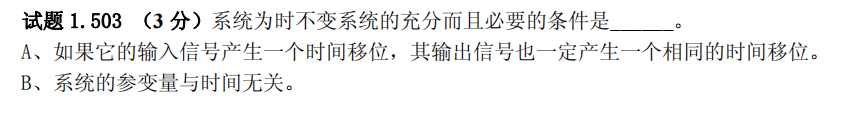 试题1.503 （3分）系统为时不变系统的充分而且必要的条件是______。
A、如果它的输入信号产生一个时间移位，其输出信号也一定产生一个相同的时间移位。
B、系统的参变量与时间无关。